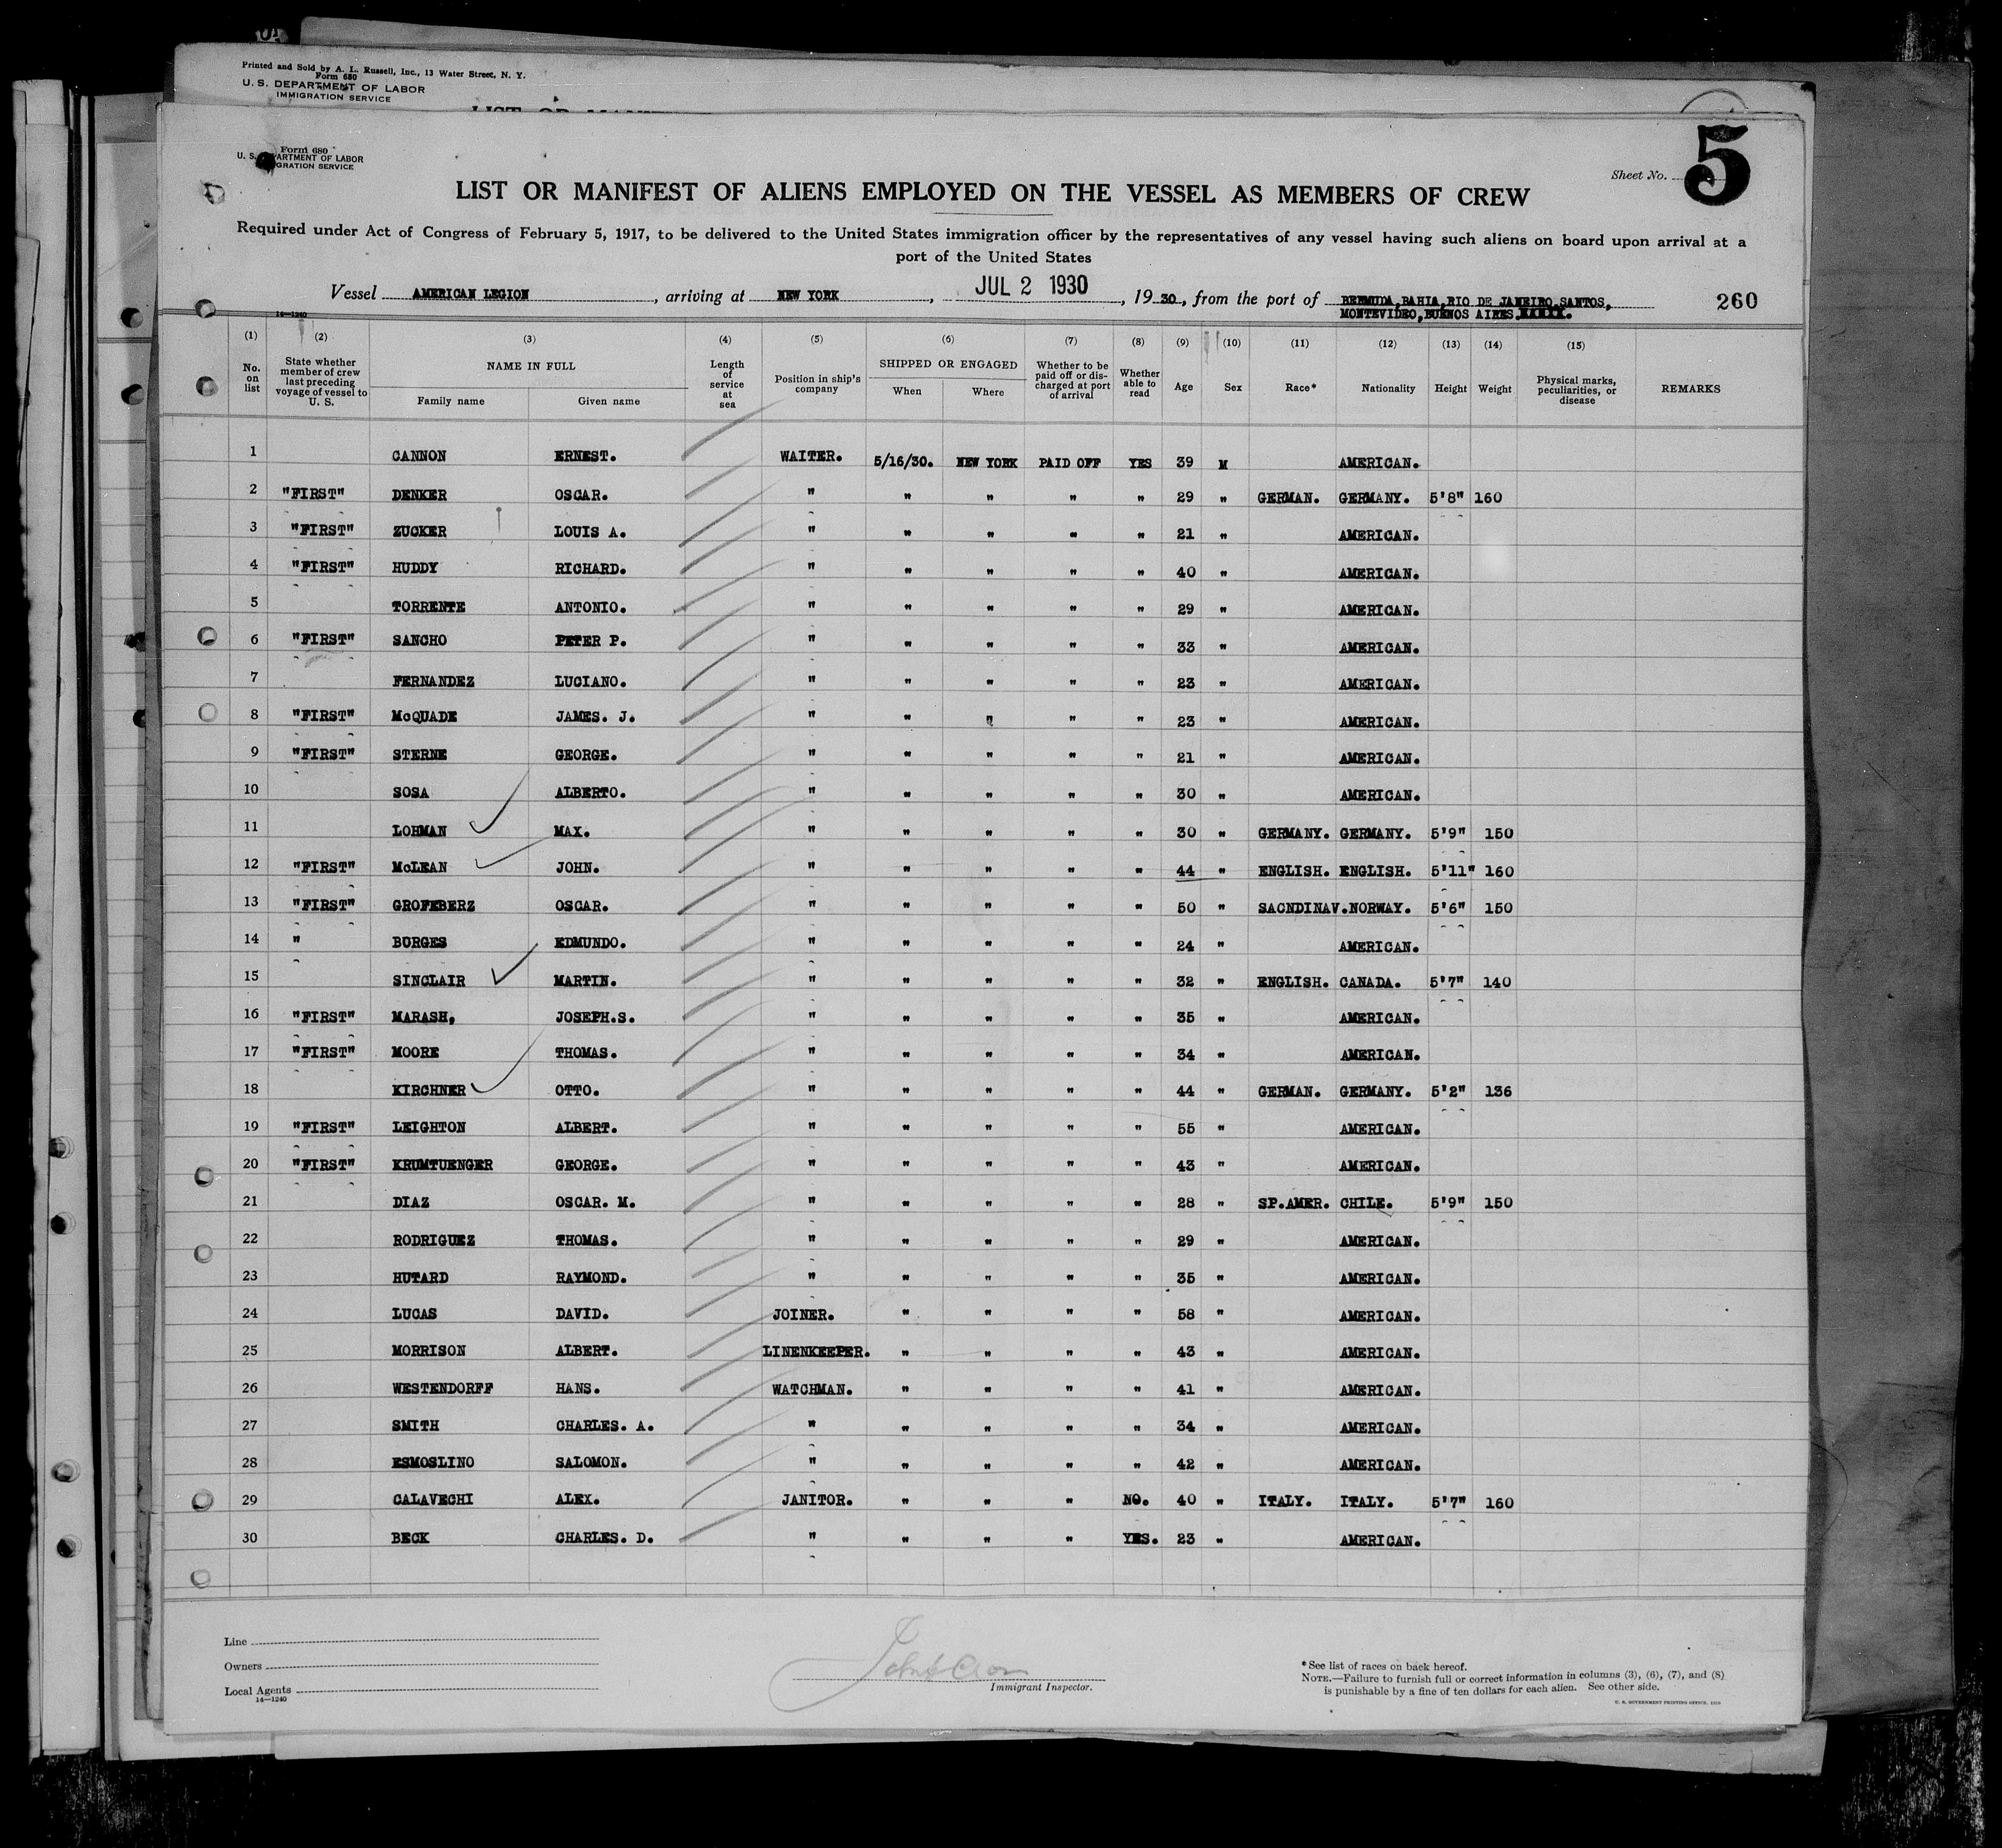 Printed and Sold by A. L. Russell, Inc., 13 Water Street, N. Y.
Form 680
U. S. DEPARTMENT OF LABOR
IMMIGRATION SERVICE
Form 680
U. S. DEPARTMENT OF LABOR
IMMIGRATION SERVICE
Sheet No. 5
LIST OR MANIFEST OF ALIENS EMPLOYED ON THE VESSEL AS MEMBERS OF CREW
Required under Act of Congress of February 5, 1917, to be delivered to the United States immigration officer by the representatives of any vessel having such aliens on board upon arrival at a
port of the United States
Vessel AMERICAN LEGION, arriving at NEW YORK, JUL 2 1930, 1930, from the port of BERMUDA, BAHIA, RIO DE JANEIRO, SANTOS, 260
MONTEVIDEO, BUENOS AIRES.
14—1240
(1) (2) (3) (4) (5) (6) (7) (8) (9) (10) (11) (12) (13) (14) (15)
No. on list State whether member of crew last preceding voyage of vessel to U. S. NAME IN FULL Family name Given name Length of service at sea Position in ship's company SHIPPED OR ENGAGED When Where Whether to be paid off or discharged at port of arrival Whether able to read Age Sex Race* Nationality Height Weight Physical marks, peculiarities, or disease REMARKS
1 CANNON ERNEST. WAITER. 5/16/30. NEW YORK PAID OFF YES 39 M AMERICAN.
2 "FIRST" DENKER OSCAR. " " " " " 29 " GERMAN. GERMANY. 5'8" 160
3 "FIRST" ZUCKER LOUIS A. " " " " " 21 " AMERICAN.
4 "FIRST" HUDDY RICHARD. " " " " " 40 " AMERICAN.
5 TORRENTE ANTONIO. " " " " " 29 " AMERICAN.
6 "FIRST" SANCHO PETER P. " " " " " 33 " AMERICAN.
7 FERNANDEZ LUCIANO. " " " " " 23 " AMERICAN.
8 "FIRST" McQUADE JAMES. J. " " " " " 23 " AMERICAN.
9 "FIRST" STERNE GEORGE. " " " " " 21 " AMERICAN.
10 SOSA ALBERTO. " " " " " 30 " AMERICAN.
11 LOHMAN MAX. " " " " " 30 " GERMANY. GERMANY. 5'9" 150
12 "FIRST" McLEAN JOHN. " " " " " 44 " ENGLISH. ENGLISH. 5'11" 160
13 "FIRST" GROFEBERZ OSCAR. " " " " " 50 " SACNDINAV. NORWAY. 5'6" 150
14 " BURGES EDMUNDO. " " " " " 24 " AMERICAN.
15 SINCLAIR MARTIN. " " " " " 32 " ENGLISH. CANADA. 5'7" 140
16 "FIRST" MARASH, JOSEPH.S. " " " " " 35 " AMERICAN.
17 "FIRST" MOORE THOMAS. " " " " " 34 " AMERICAN.
18 KIRCHNER OTTO. " " " " " 44 " GERMAN. GERMANY. 5'2" 136
19 "FIRST" LEIGHTON ALBERT. " " " " " 55 " AMERICAN.
20 "FIRST" KRUMTUENGER GEORGE. " " " " " 43 " AMERICAN.
21 DIAZ OSCAR. M. " " " " " 28 " SP.AMER. CHILE. 5'9" 150
22 RODRIGUEZ THOMAS. " " " " " 29 " AMERICAN.
23 HUTARD RAYMOND. " " " " " 35 " AMERICAN.
24 LUCAS DAVID. JOINER. " " " " 58 " AMERICAN.
25 MORRISON ALBERT. LINENKEEPER. " " " " 43 " AMERICAN.
26 WESTENDORFF HANS. WATCHMAN. " " " " 41 " AMERICAN.
27 SMITH CHARLES. A. " " " " " 34 " AMERICAN.
28 ESMOSLINO SALOMON. " " " " " 42 " AMERICAN.
29 CALAVECHI ALEX. JANITOR. " " " NO. 40 " ITALY. ITALY. 5'7" 160
30 BECK CHARLES. D. " " " " YES. 23 " AMERICAN.
Line
Owners
Local Agents
14—1240
Immigrant Inspector.
* See list of races on back hereof.
NOTE.—Failure to furnish full or correct information in columns (3), (6), (7), and (8)
is punishable by a fine of ten dollars for each alien. See other side.
U. S. GOVERNMENT PRINTING OFFICE.